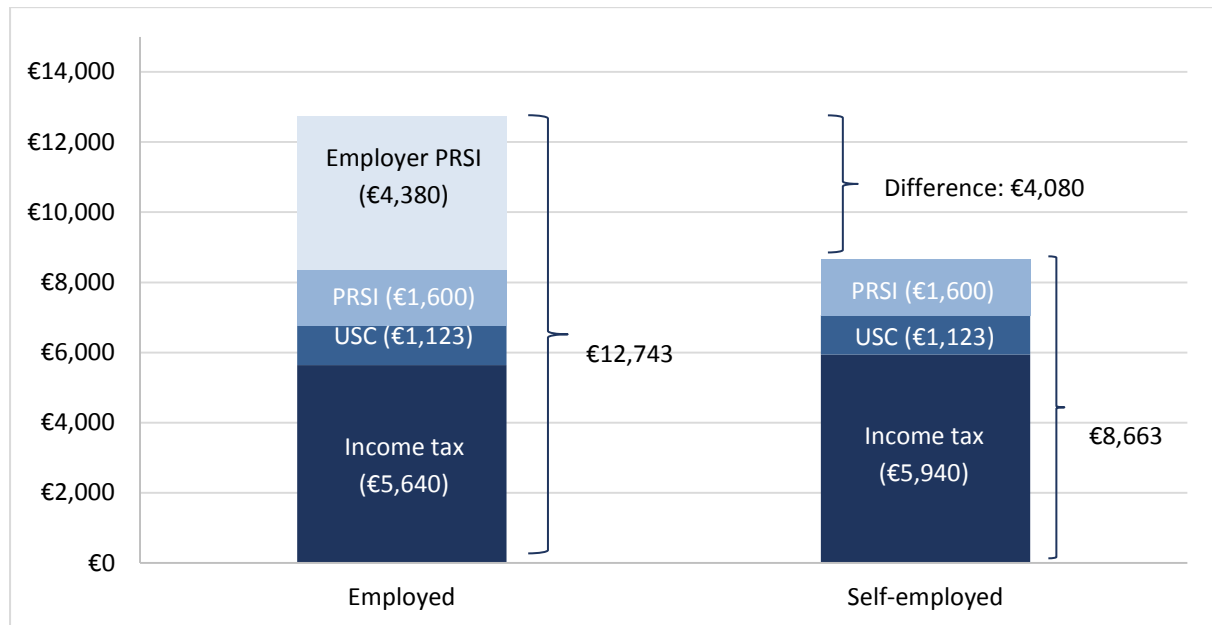 €14,000
€12,000
€10,000
€8,000
€6,000
€4,000
€2,000
€0
Employer PRSI
(€4,380)
PRSI (€1,600)
USC (€1,123)
Income tax
(€5,640)
€12,743
Employed
Difference: €4,080
PRSI (€1,600)
USC (€1,123)
Income tax
(€5,940)
€8,663
Self-employed